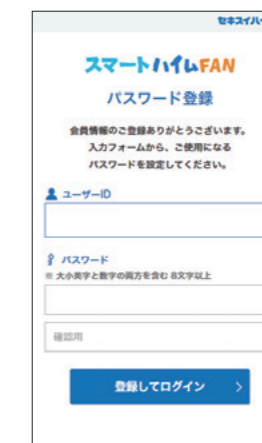 セキスイハイ
スマートハイムFAN
パスワード登録
会員情報のご登録ありがとうございます。
入力フォームから、ご使用になる
パスワードを設定してください。
ユーザーID
パスワード
※ 大小英字と数字の両方を含む 8文字以上
確認用
登録してログイン